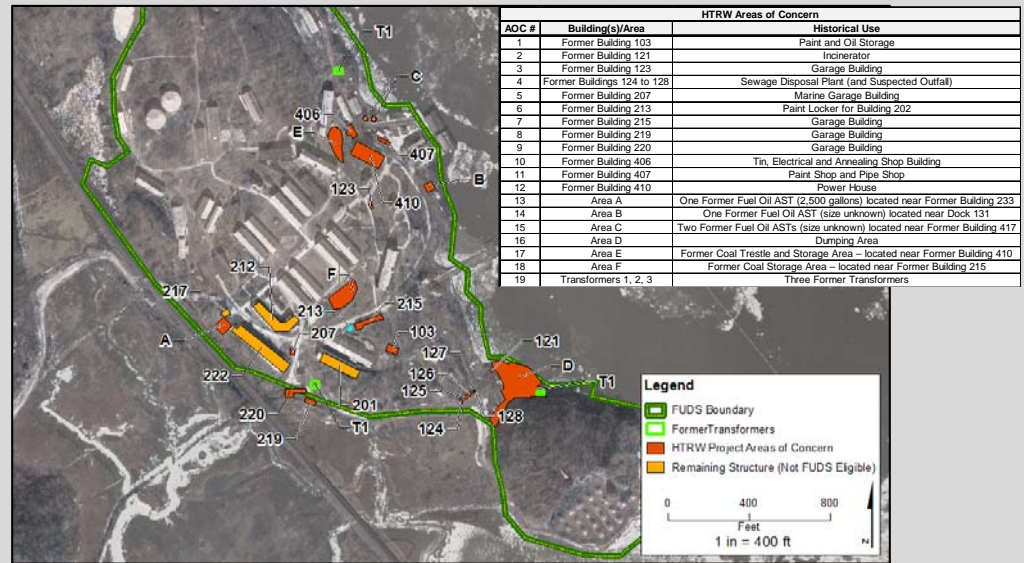 HTRW Areas of Concern
AOC # Building(s)/Area Historical Use
1 Former Building 103 Paint and Oil Storage
2 Former Building 121 Incinerator
3 Former Building 123 Garage Building
4 Former Buildings 124 to 128 Sewage Disposal Plant (and Suspected Outfall)
5 Former Building 207 Marine Garage Building
6 Former Building 213 Paint Locker for Building 202
7 Former Building 215 Garage Building
8 Former Building 219 Garage Building
9 Former Building 220 Garage Building
10 Former Building 406 Tin, Electrical and Annealing Shop Building
11 Former Building 407 Paint Shop and Pipe Shop
12 Former Building 410 Power House
13 Area A One Former Fuel Oil AST (2,500 gallons) located near Former Building 233
14 Area B One Former Fuel Oil AST (size unknown) located near Dock 131
15 Area C Two Former Fuel Oil ASTs (size unknown) located near Former Building 417
16 Area D Dumping Area
17 Area E Former Coal Trestle and Storage Area – located near Former Building 410
18 Area F Former Coal Storage Area – located near Former Building 215
19 Transformers 1, 2, 3 Three Former Transformers
T1
C
406
E
407
B
123
410
212
F
217
213
215
207
A
103
121
127
D
126
T1
222
125
201
128
220
T1
124
219
Legend
FUDS Boundary
FormerTransformers
HTRW Project Areas of Concern
Remaining Structure (Not FUDS Eligible)
0 400 800
Feet
1 in = 400 ft
N